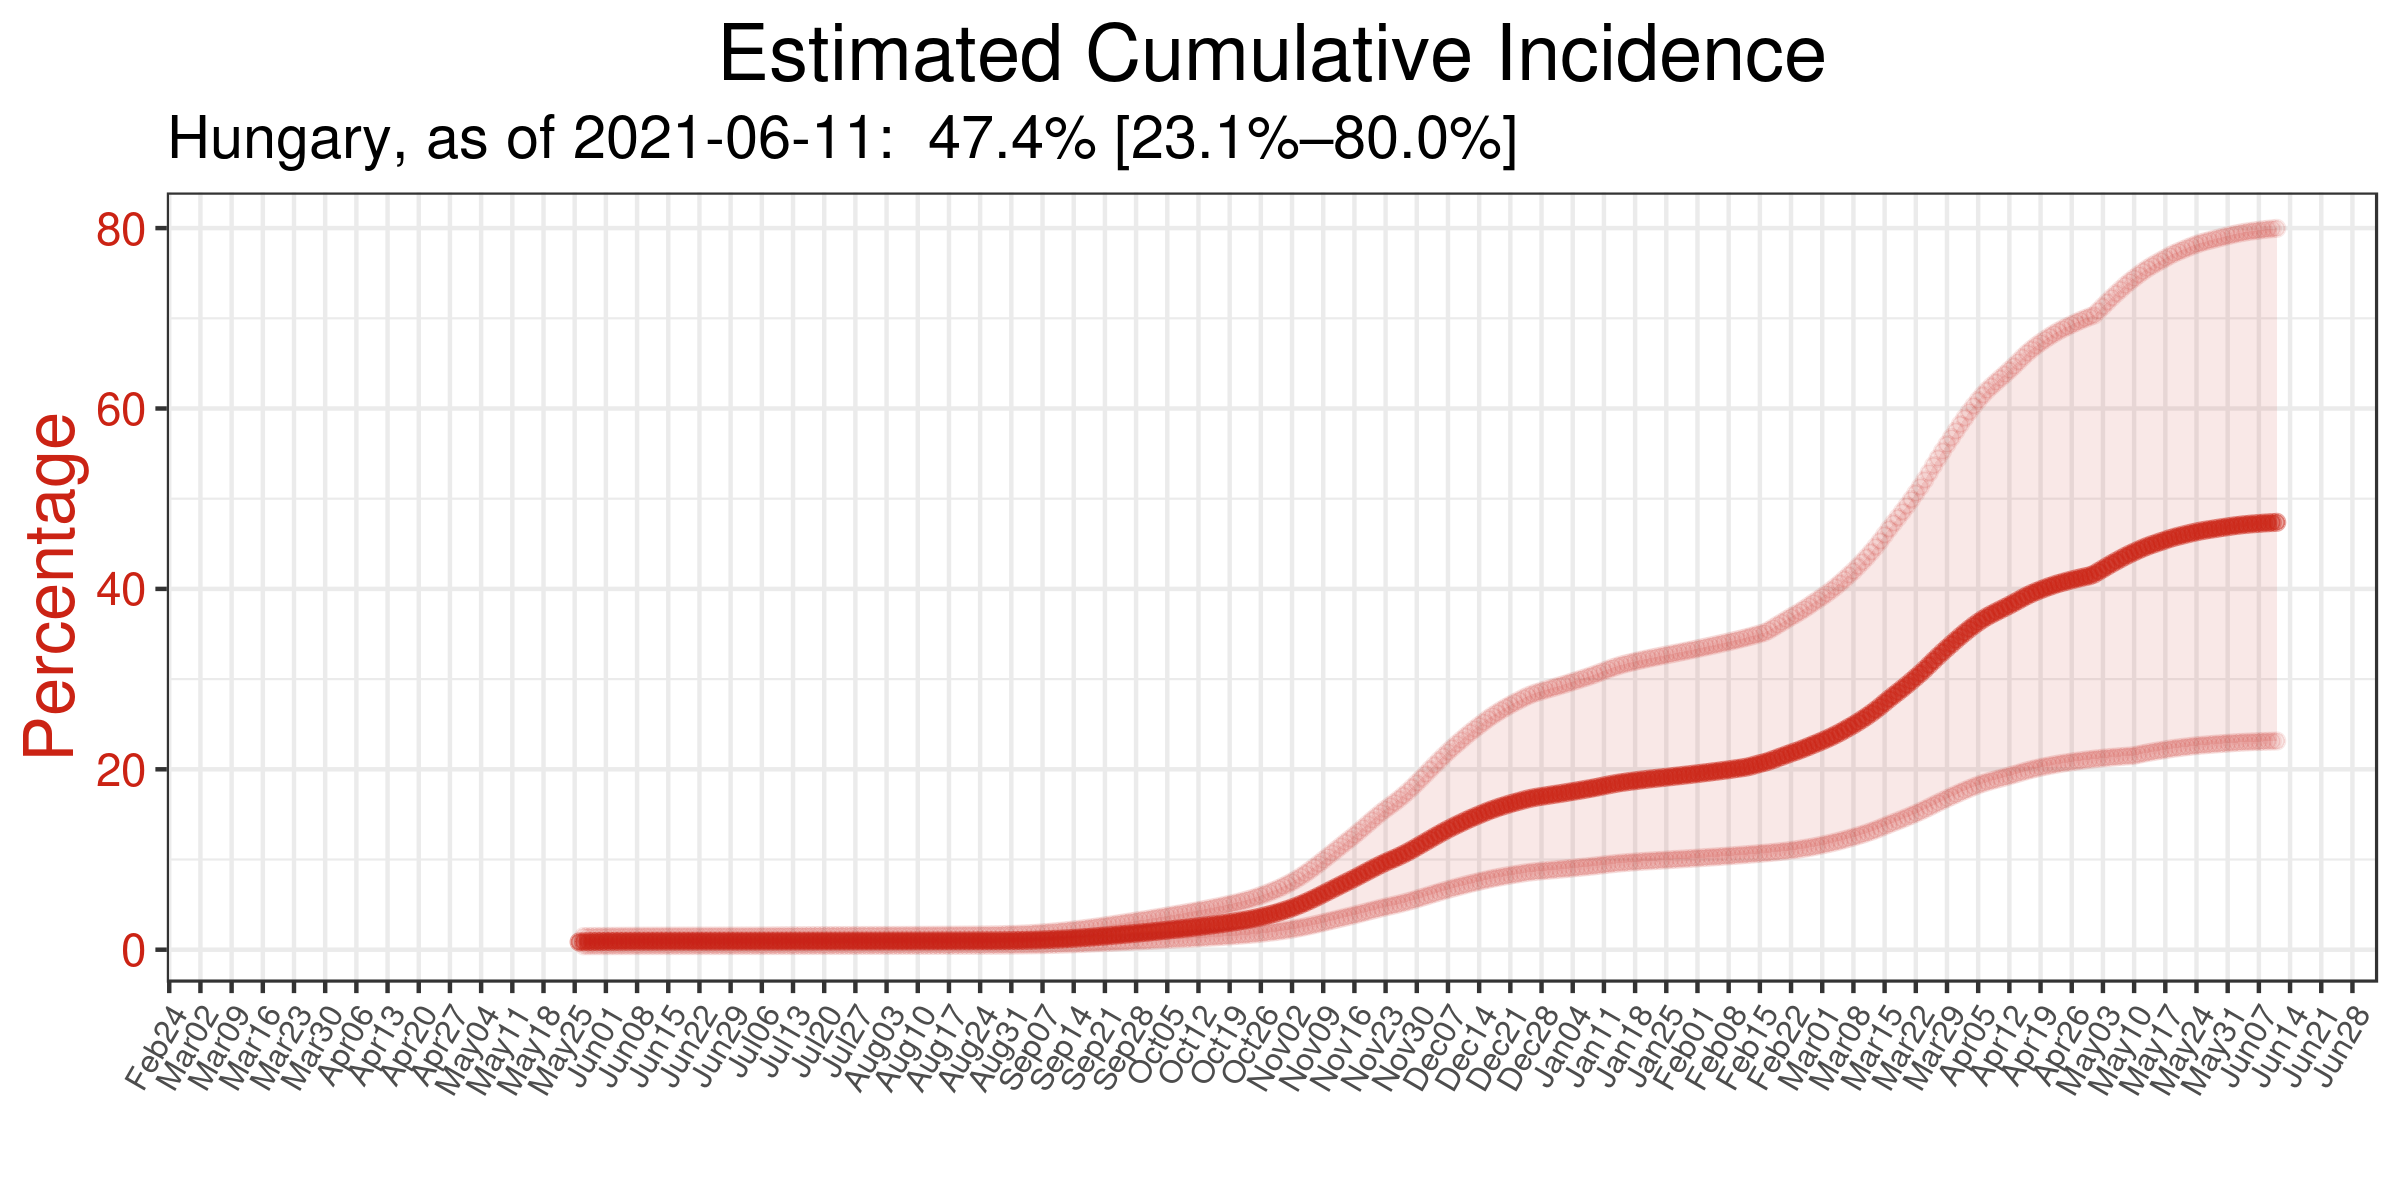 Estimated Cumulative Incidence
Hungary, as of 2021-06-11:  47.4% [23.1%–80.0%]
Percentage
80
60
40
20
0
Feb24
Mar02
Mar09
Mar16
Mar23
Mar30
Apr06
Apr13
Apr20
Apr27
May04
May11
May18
May25
Jun01
Jun08
Jun15
Jun22
Jun29
Jul06
Jul13
Jul20
Jul27
Aug03
Aug10
Aug17
Aug24
Aug31
Sep07
Sep14
Sep21
Sep28
Oct05
Oct12
Oct19
Oct26
Nov02
Nov09
Nov16
Nov23
Nov30
Dec07
Dec14
Dec21
Dec28
Jan04
Jan11
Jan18
Jan25
Feb01
Feb08
Feb15
Feb22
Mar01
Mar08
Mar15
Mar22
Mar29
Apr05
Apr12
Apr19
Apr26
May03
May10
May17
May24
May31
Jun07
Jun14
Jun21
Jun28